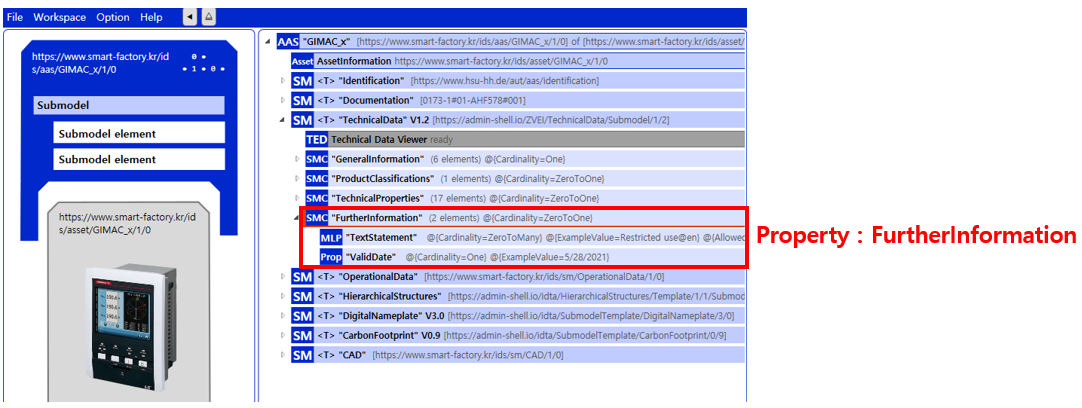 File Workspace Option Help
https://www.smart-factory.kr/id
s/aas/GIMAC_x/1/0
Submodel
Submodel element
Submodel element
https://www.smart-factory.kr/id
s/asset/GIMAC_x/1/0
AAS "GIMAC_x" [https://www.smart-factory.kr/ids/aas/GIMAC_x/1/0] of [https://www.smart-factory.kr/ids/asset/
Asset AssetInformation https://www.smart-factory.kr/ids/asset/GIMAC_x/1/0
SM <T> "Identification" [https://www.hsu-hh.de/aut/aas/identification]
SM <T> "Documentation" [0173-1#01-AHF578#001]
SM <T> "TechnicalData" V1.2 [https://admin-shell.io/ZVEI/TechnicalData/Submodel/1/2]
TED Technical Data Viewer ready
SMC "GeneralInformation" (6 elements) @{Cardinality=One}
SMC "ProductClassifications" (1 elements) @{Cardinality=ZeroToOne}
SMC "TechnicalProperties" (17 elements) @{Cardinality=ZeroToOne}
SMC "FurtherInformation" (2 elements) @{Cardinality=ZeroToOne}
MLP "TextStatement" @{Cardinality=ZeroToMany} @{ExampleValue=Restricted use@en} @{Allowed
Prop "ValidDate" @{Cardinality=One} @{ExampleValue=5/28/2021}
SM <T> "OperationalData" [https://www.smart-factory.kr/ids/sm/OperationalData/1/0]
SM <T> "HierarchicalStructures" [https://admin-shell.io/idta/HierarchicalStructures/Template/1/1/Submod
SM <T> "DigitalNameplate" V3.0 [https://admin-shell.io/idta/SubmodelTemplate/DigitalNameplate/3/0]
SM <T> "CarbonFootprint" V0.9 [https://admin-shell.io/idta/SubmodelTemplate/CarbonFootprint/0/9]
SM <T> "CAD" [https://www.smart-factory.kr/ids/sm/CAD/1/0]
Property : FurtherInformation